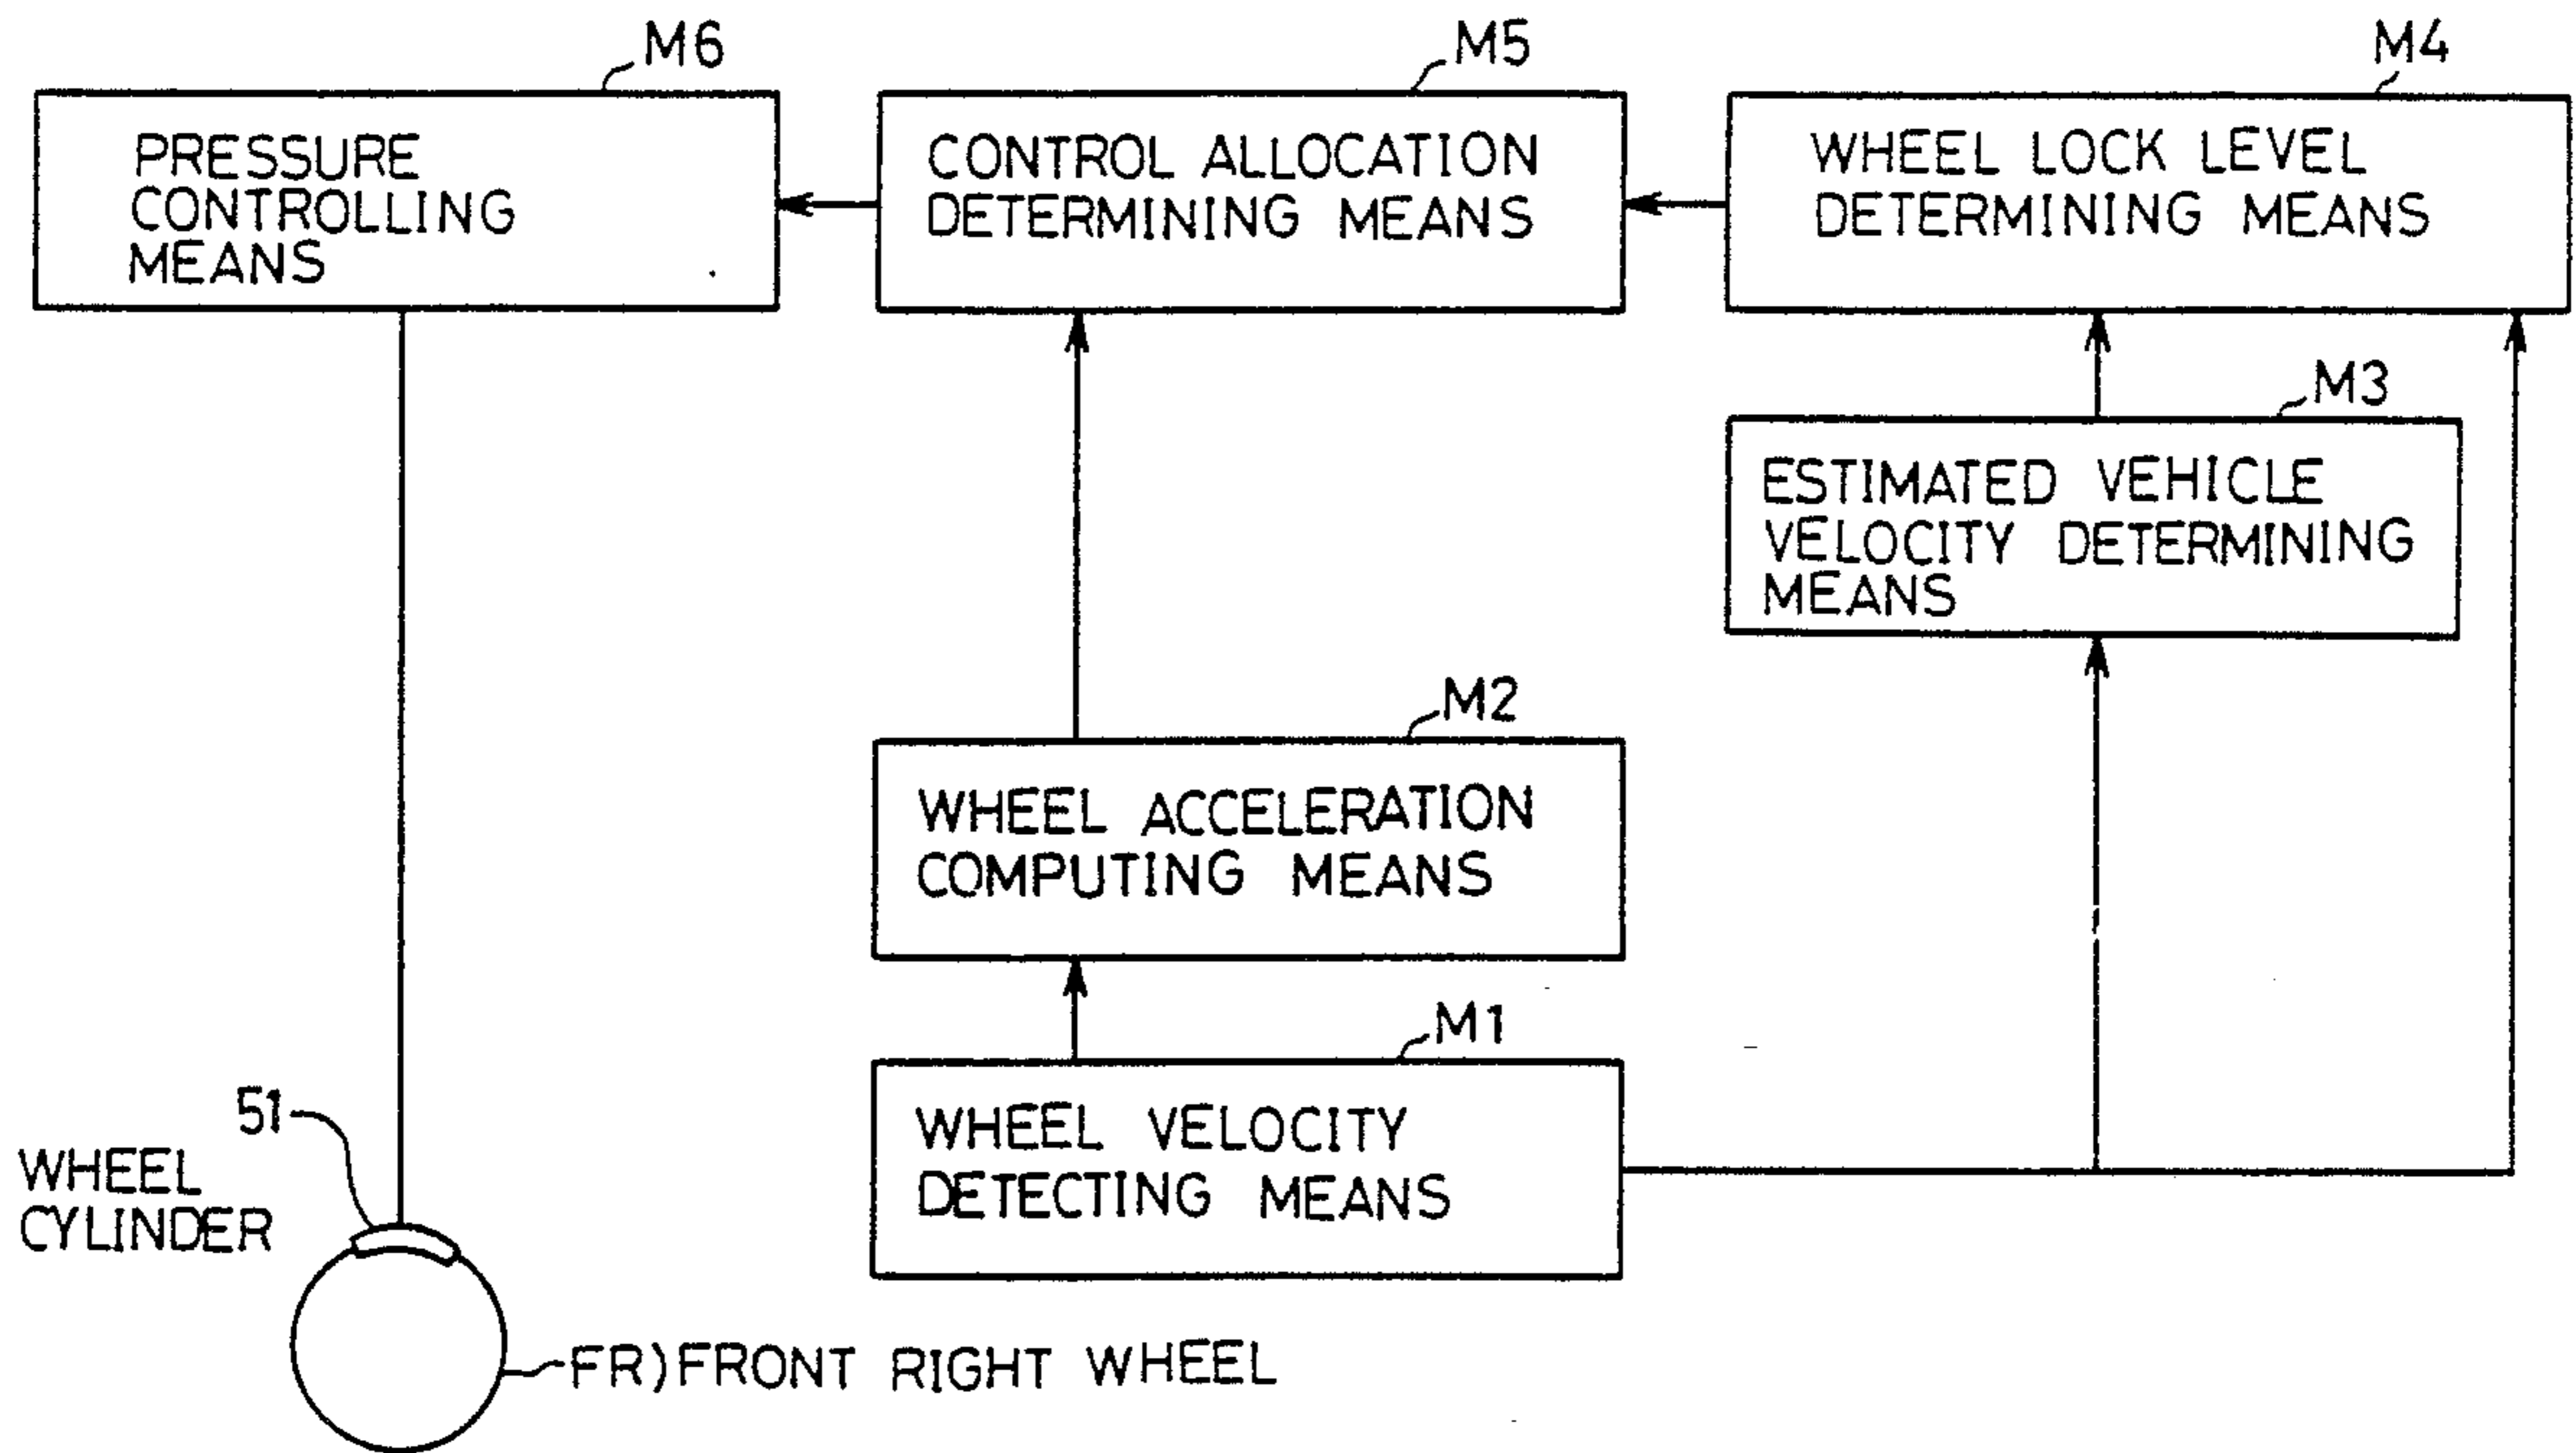 M6
PRESSURE
CONTROLLING
MEANS
M5
CONTROL ALLOCATION
DETERMINING MEANS
M4
WHEEL LOCK LEVEL
DETERMINING MEANS
M3
ESTIMATED VEHICLE
VELOCITY DETERMINING
MEANS
M2
WHEEL ACCELERATION
COMPUTING MEANS
M1
WHEEL VELOCITY
DETECTING MEANS
51
WHEEL
CYLINDER
FR)FRONT RIGHT WHEEL